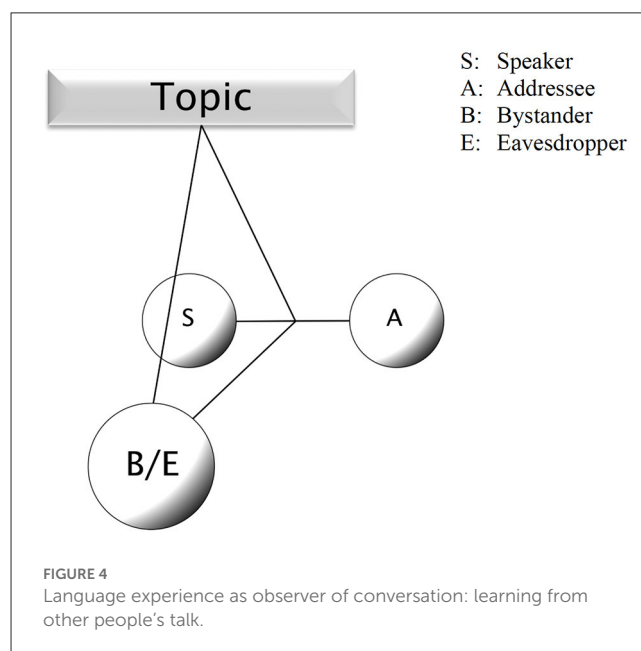 Topic
S: Speaker
A: Addressee
B: Bystander
E: Eavesdropper
S
A
B/E
FIGURE 4
Language experience as observer of conversation: learning from
other people's talk.